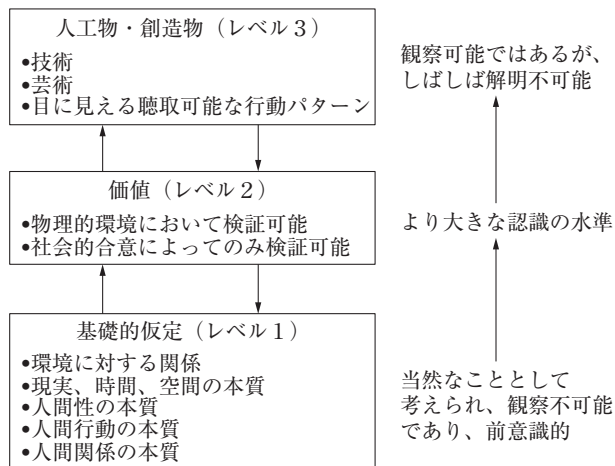 人工物・創造物(レベル3)
•技術
•芸術
•目に見える聴取可能な行動パターン
観察可能ではあるが、
しばしば解明不可能
価値(レベル2)
•物理的環境において検証可能
•社会的合意によってのみ検証可能
より大きな認識の水準
基礎的仮定(レベル1)
•環境に対する関係
•現実、時間、空間の本質
•人間性の本質
•人間行動の本質
•人間関係の本質
当然なこととして
考えられ、観察不可能
であり、前意識的